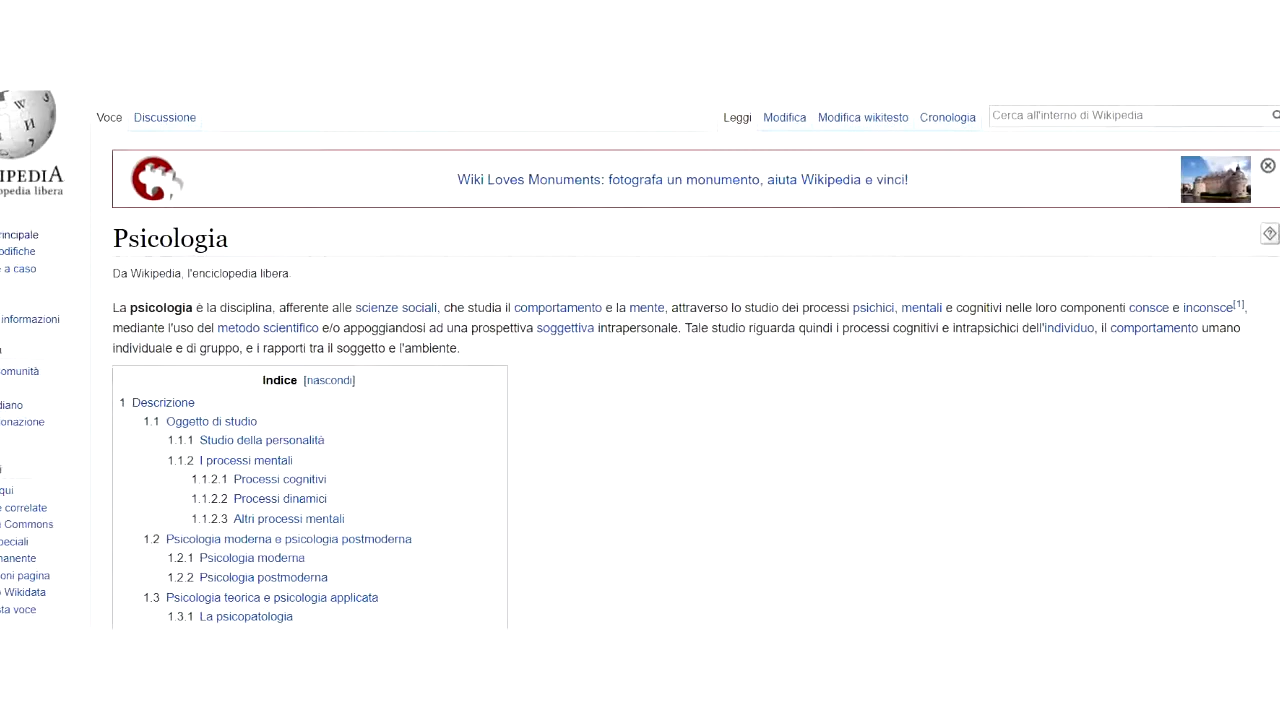 Voce Discussione Leggi Modifica Modifica wikitesto Cronologia Cerca all'interno di Wikipedia
IPEDIA
opedia libera
Wiki Loves Monuments: fotografa un monumento, aiuta Wikipedia e vinci!
Psicologia
Da Wikipedia, l'enciclopedia libera.
La psicologia è la disciplina, afferente alle scienze sociali, che studia il comportamento e la mente, attraverso lo studio dei processi psichici, mentali e cognitivi nelle loro componenti consce e inconsce[1],
mediante l'uso del metodo scientifico e/o appoggiandosi ad una prospettiva soggettiva intrapersonale. Tale studio riguarda quindi i processi cognitivi e intrapsichici dell'individuo, il comportamento umano
individuale e di gruppo, e i rapporti tra il soggetto e l'ambiente.
Indice [nascondi]
1 Descrizione
1.1 Oggetto di studio
1.1.1 Studio della personalità
1.1.2 I processi mentali
1.1.2.1 Processi cognitivi
1.1.2.2 Processi dinamici
1.1.2.3 Altri processi mentali
1.2 Psicologia moderna e psicologia postmoderna
1.2.1 Psicologia moderna
1.2.2 Psicologia postmoderna
1.3 Psicologia teorica e psicologia applicata
1.3.1 La psicopatologia
rincipale
odifiche
a caso
informazioni
omunità
diano
onazione
qui
correlate
Commons
peciali
manente
oni pagina
Wikidata
sta voce